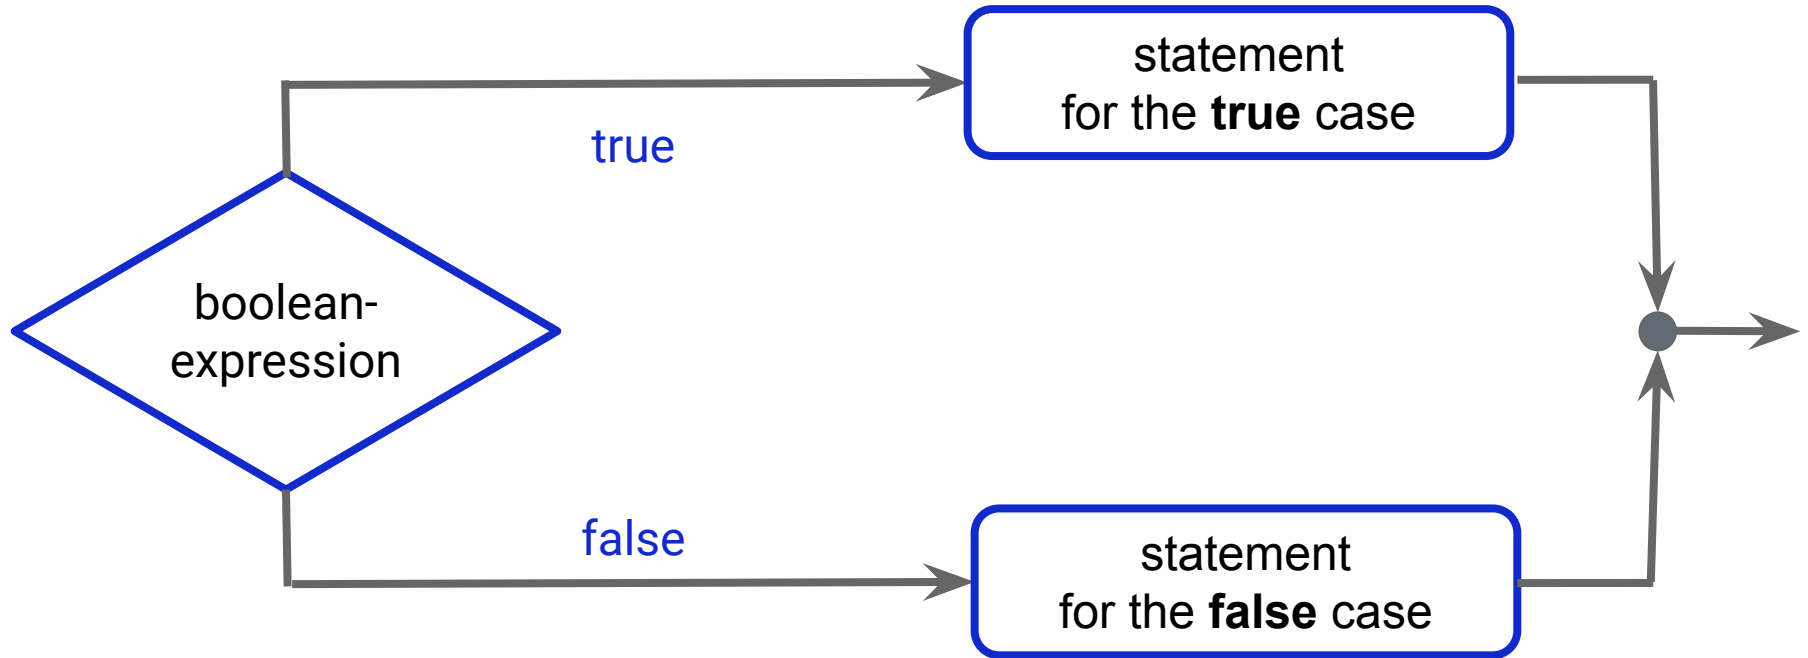 statement
for the true case
true
boolean-
expression
false
statement
for the false case